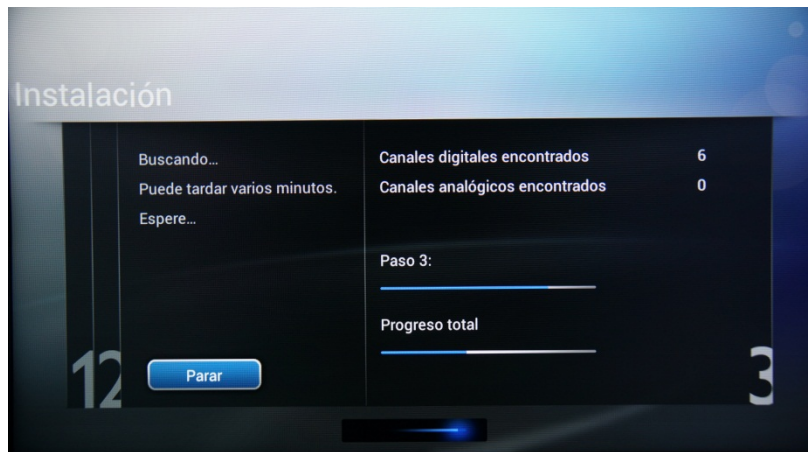 Instalación
Buscando...
Puede tardar varios minutos.
Espere...
Canales digitales encontrados 6
Canales analógicos encontrados 0
Paso 3:
Progreso total
12
Parar
3